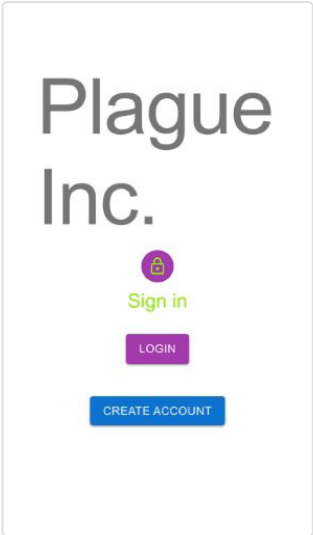 Plague
Inc.
Sign in
LOGIN
CREATE ACCOUNT